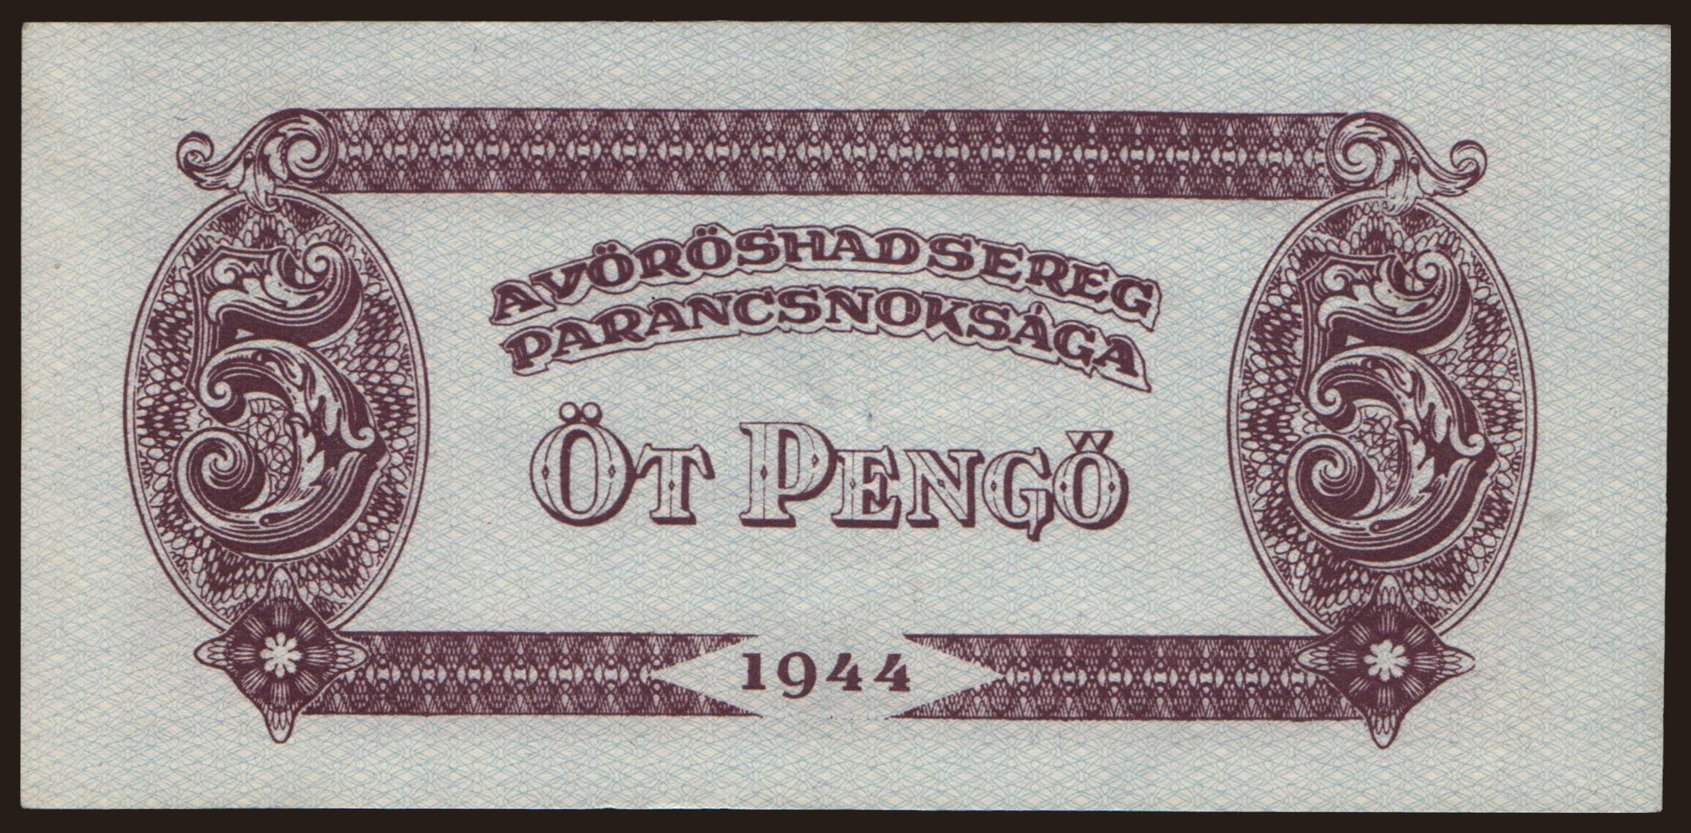 A VÖRÖSHADSEREG
PARANCSNOKSÁGA
5
ÖT PENGŐ
5
1944